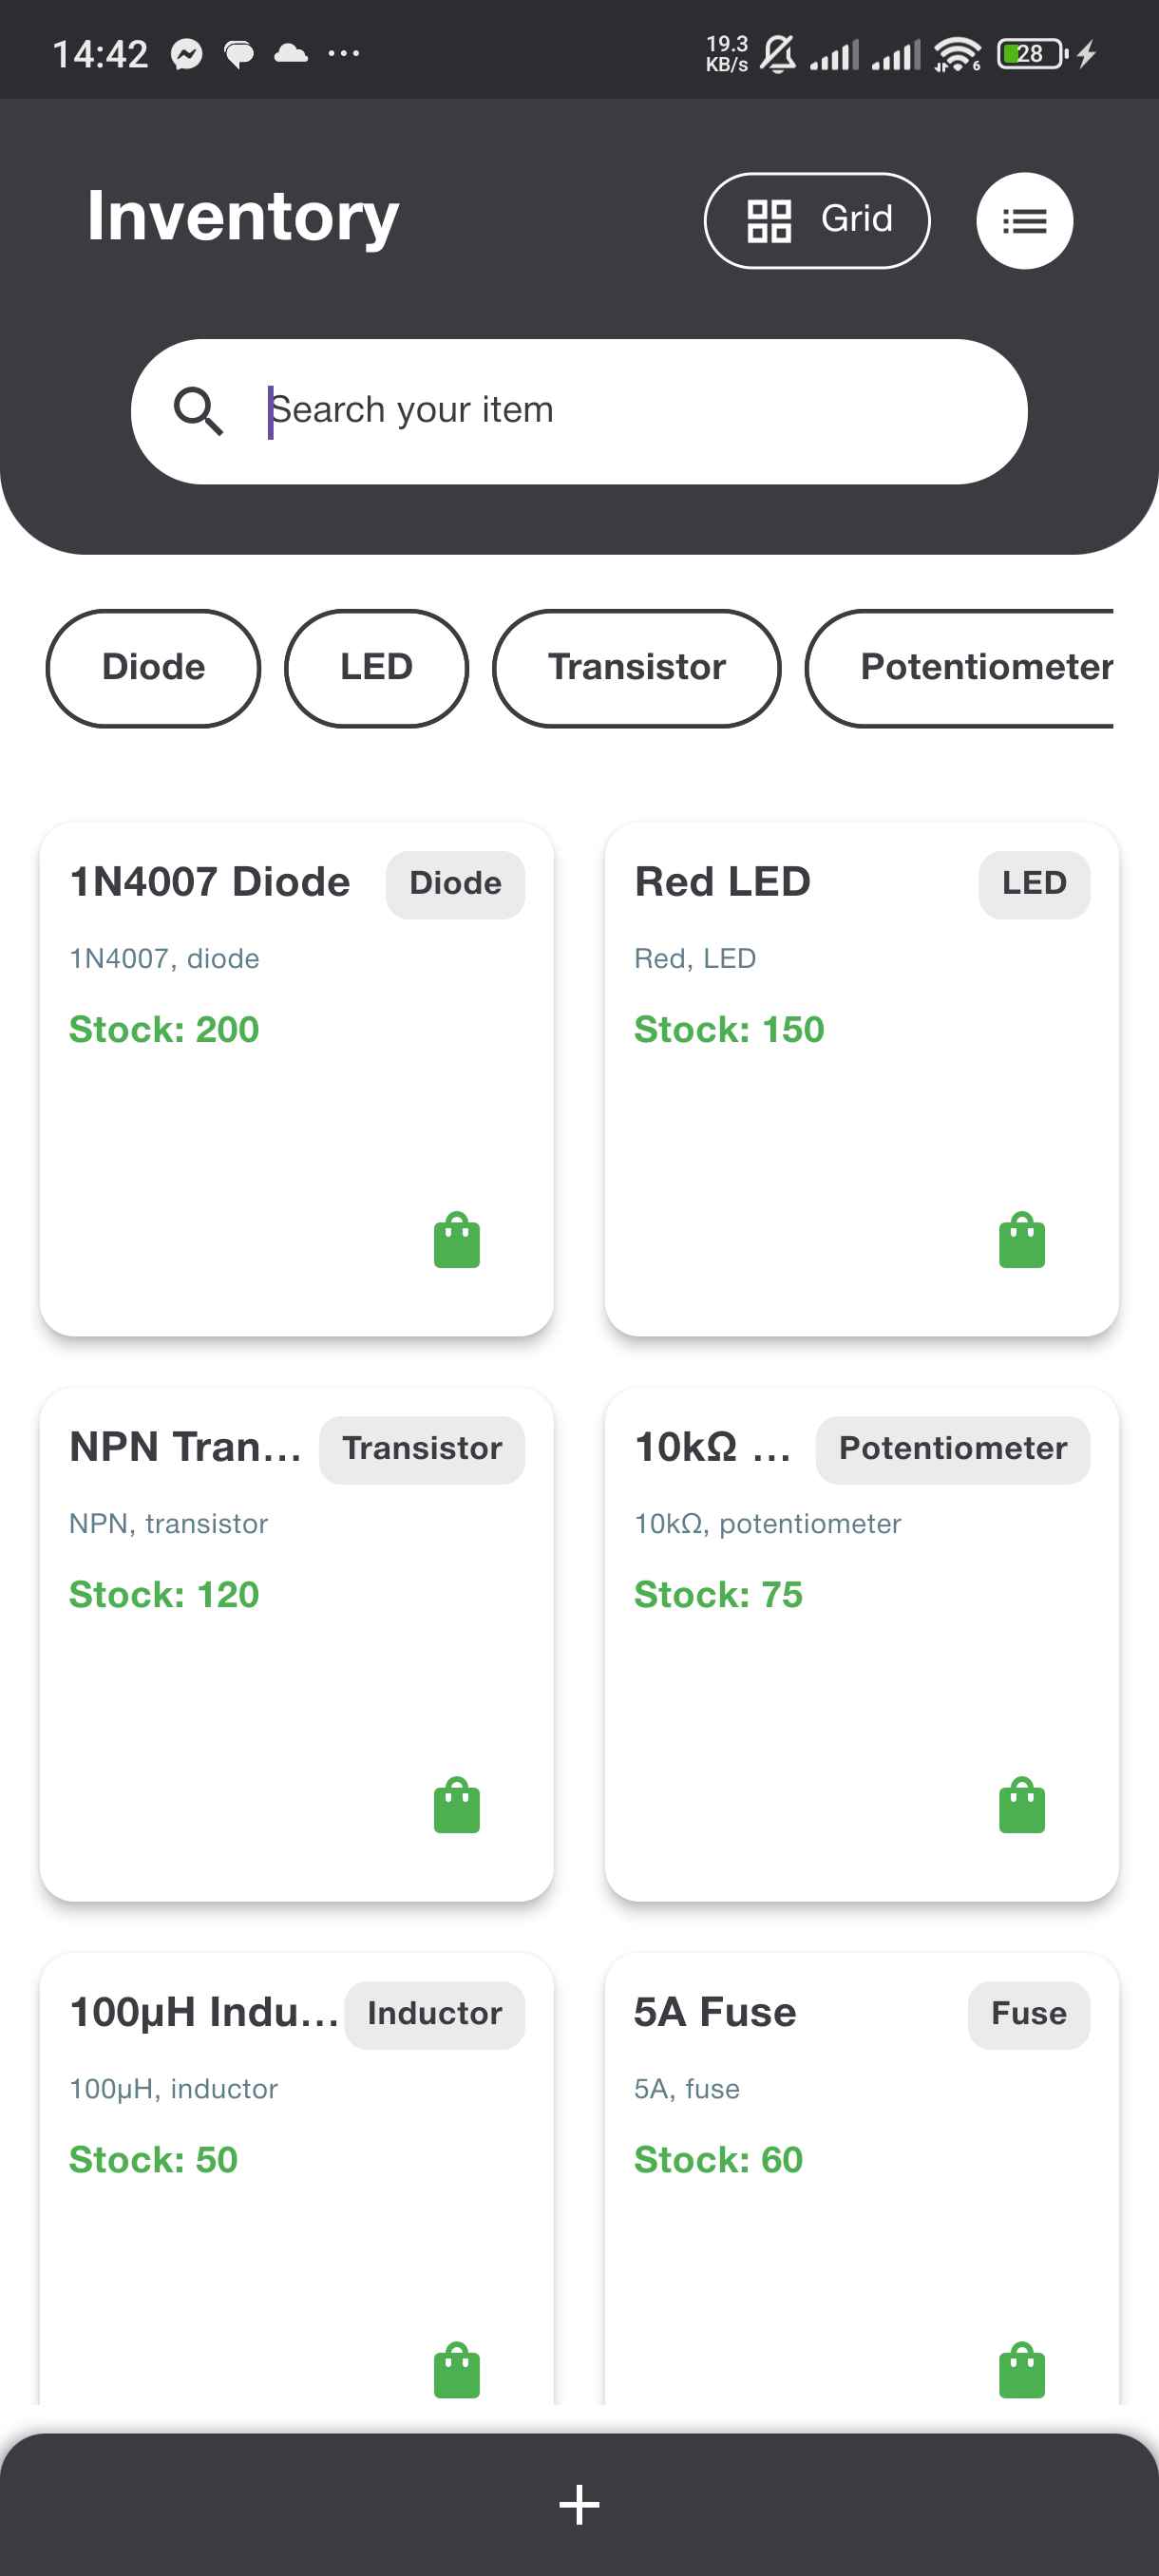 14:42 ... 19.3 KB/s 28
Inventory Grid
Search your item
Diode LED Transistor Potentiometer
1N4007 Diode Diode
1N4007, diode
Stock: 200
Red LED LED
Red, LED
Stock: 150
NPN Tran... Transistor
NPN, transistor
Stock: 120
10kΩ ... Potentiometer
10kΩ, potentiometer
Stock: 75
100µH Indu... Inductor
100µH, inductor
Stock: 50
5A Fuse Fuse
5A, fuse
Stock: 60
+